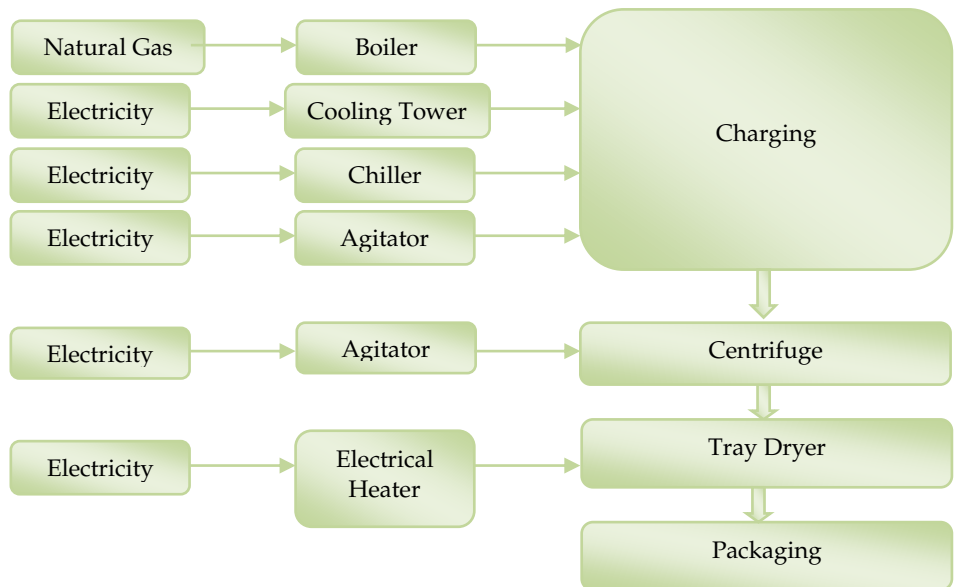 Natural Gas
Boiler
Electricity
Cooling Tower
Charging
Electricity
Chiller
Electricity
Agitator
Electricity
Agitator
Centrifuge
Electricity
Electrical
Heater
Tray Dryer
Packaging